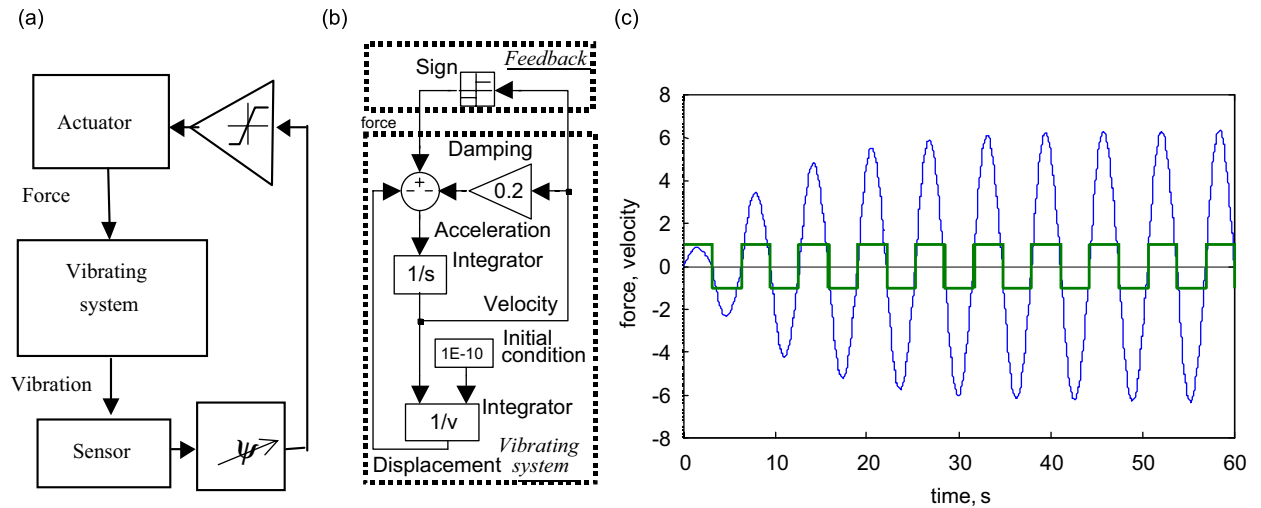 (a)
Actuator
Force
Vibrating
system
Vibration
Sensor
ψ
(b)
Feedback
Sign
force
Damping
+
− −
0.2
Acceleration
Integrator
1/s
Velocity
Initial
condition
1E-10
Integrator
1/v
Vibrating
system
Displacement
(c)
force, velocity
8
6
4
2
0
-2
-4
-6
-8
0 10 20 30 40 50 60
time, s